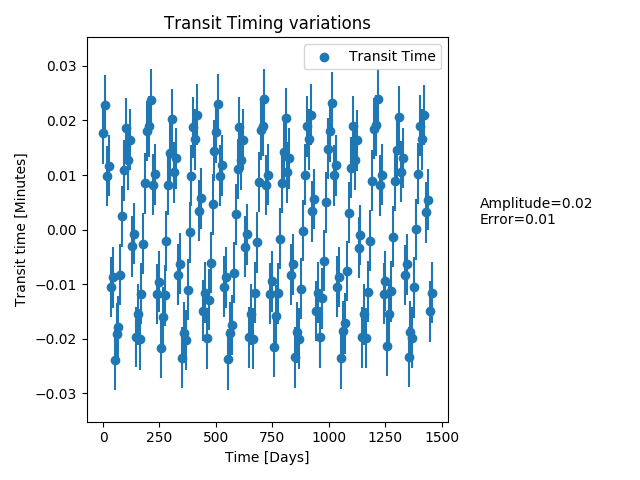 Transit Timing variations
Transit Time
0.03
0.02
0.01
0.00
−0.01
−0.02
−0.03
Transit time [Minutes]
0
250
500
750
1000
1250
1500
Time [Days]
Amplitude=0.02
Error=0.01